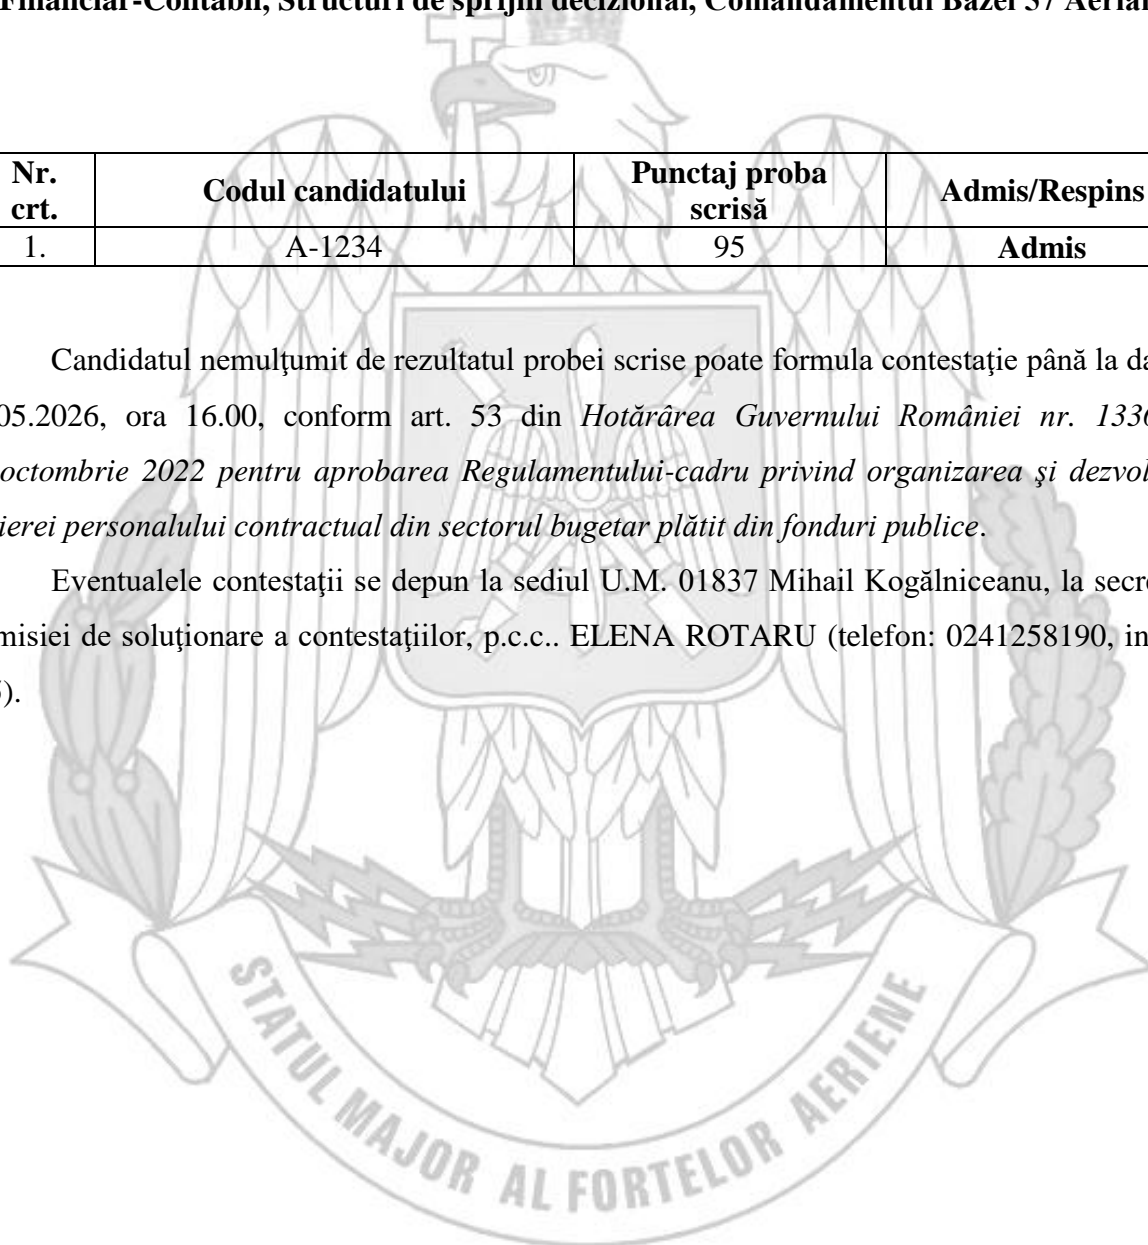 Financiar-Contabil, Structuri de sprijin decizional, Comandamentul Bazei 57 Aerian
Nr. crt. Codul candidatului Punctaj proba scrisă Admis/Respins
1. A-1234 95 Admis
Candidatul nemulţumit de rezultatul probei scrise poate formula contestaţie până la da
05.2026, ora 16.00, conform art. 53 din Hotărârea Guvernului României nr. 1336
octombrie 2022 pentru aprobarea Regulamentului-cadru privind organizarea şi dezvol
ierei personalului contractual din sectorul bugetar plătit din fonduri publice.
Eventualele contestaţii se depun la sediul U.M. 01837 Mihail Kogălniceanu, la secre
misiei de soluţionare a contestaţiilor, p.c.c.. ELENA ROTARU (telefon: 0241258190, in
).
STATUL MAJOR AL FORTELOR AERIENE